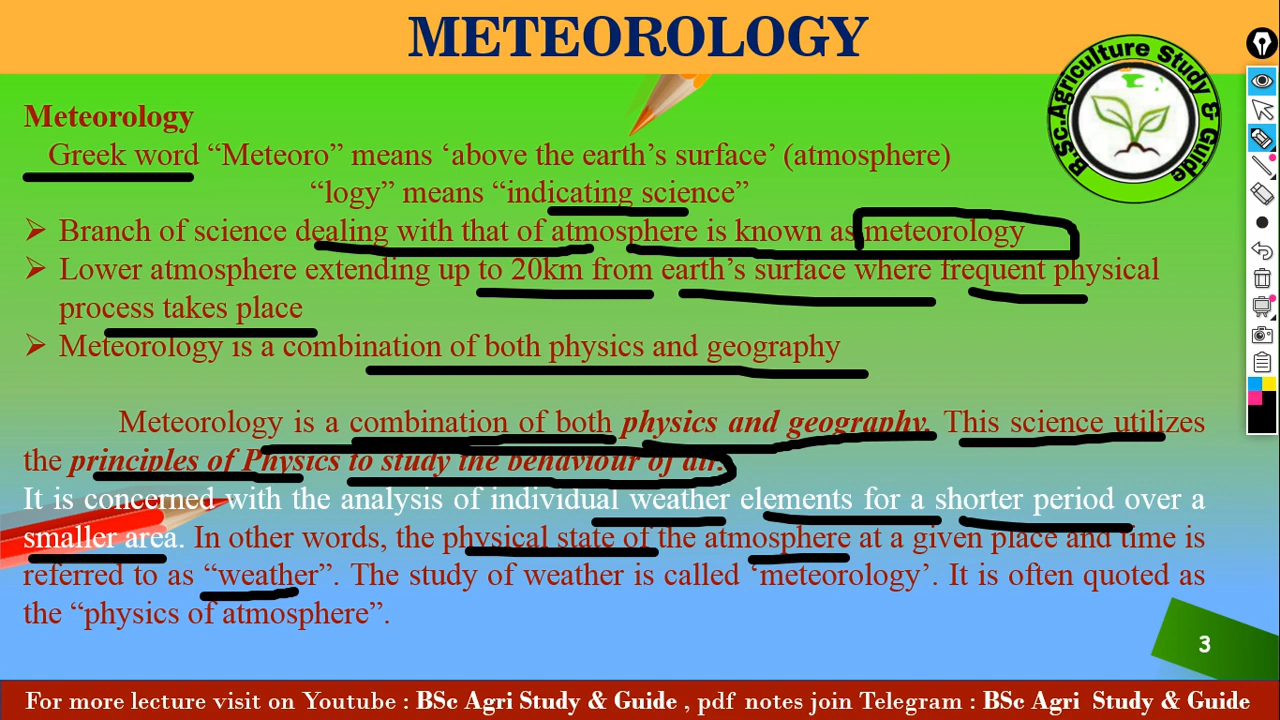 METEOROLOGY
B.Sc.Agriculture Study & Guide
Meteorology
Greek word “Meteoro” means ‘above the earth’s surface’ (atmosphere)
“logy” means “indicating science”
➢ Branch of science dealing with that of atmosphere is known as meteorology
➢ Lower atmosphere extending up to 20km from earth’s surface where frequent physical
process takes place
➢ Meteorology is a combination of both physics and geography
Meteorology is a combination of both physics and geography. This science utilizes
the principles of Physics to study the behaviour of air.
It is concerned with the analysis of individual weather elements for a shorter period over a
smaller area. In other words, the physical state of the atmosphere at a given place and time is
referred to as “weather”. The study of weather is called ‘meteorology’. It is often quoted as
the “physics of atmosphere”.
3
For more lecture visit on Youtube : BSc Agri Study & Guide , pdf notes join Telegram : BSc Agri Study & Guide